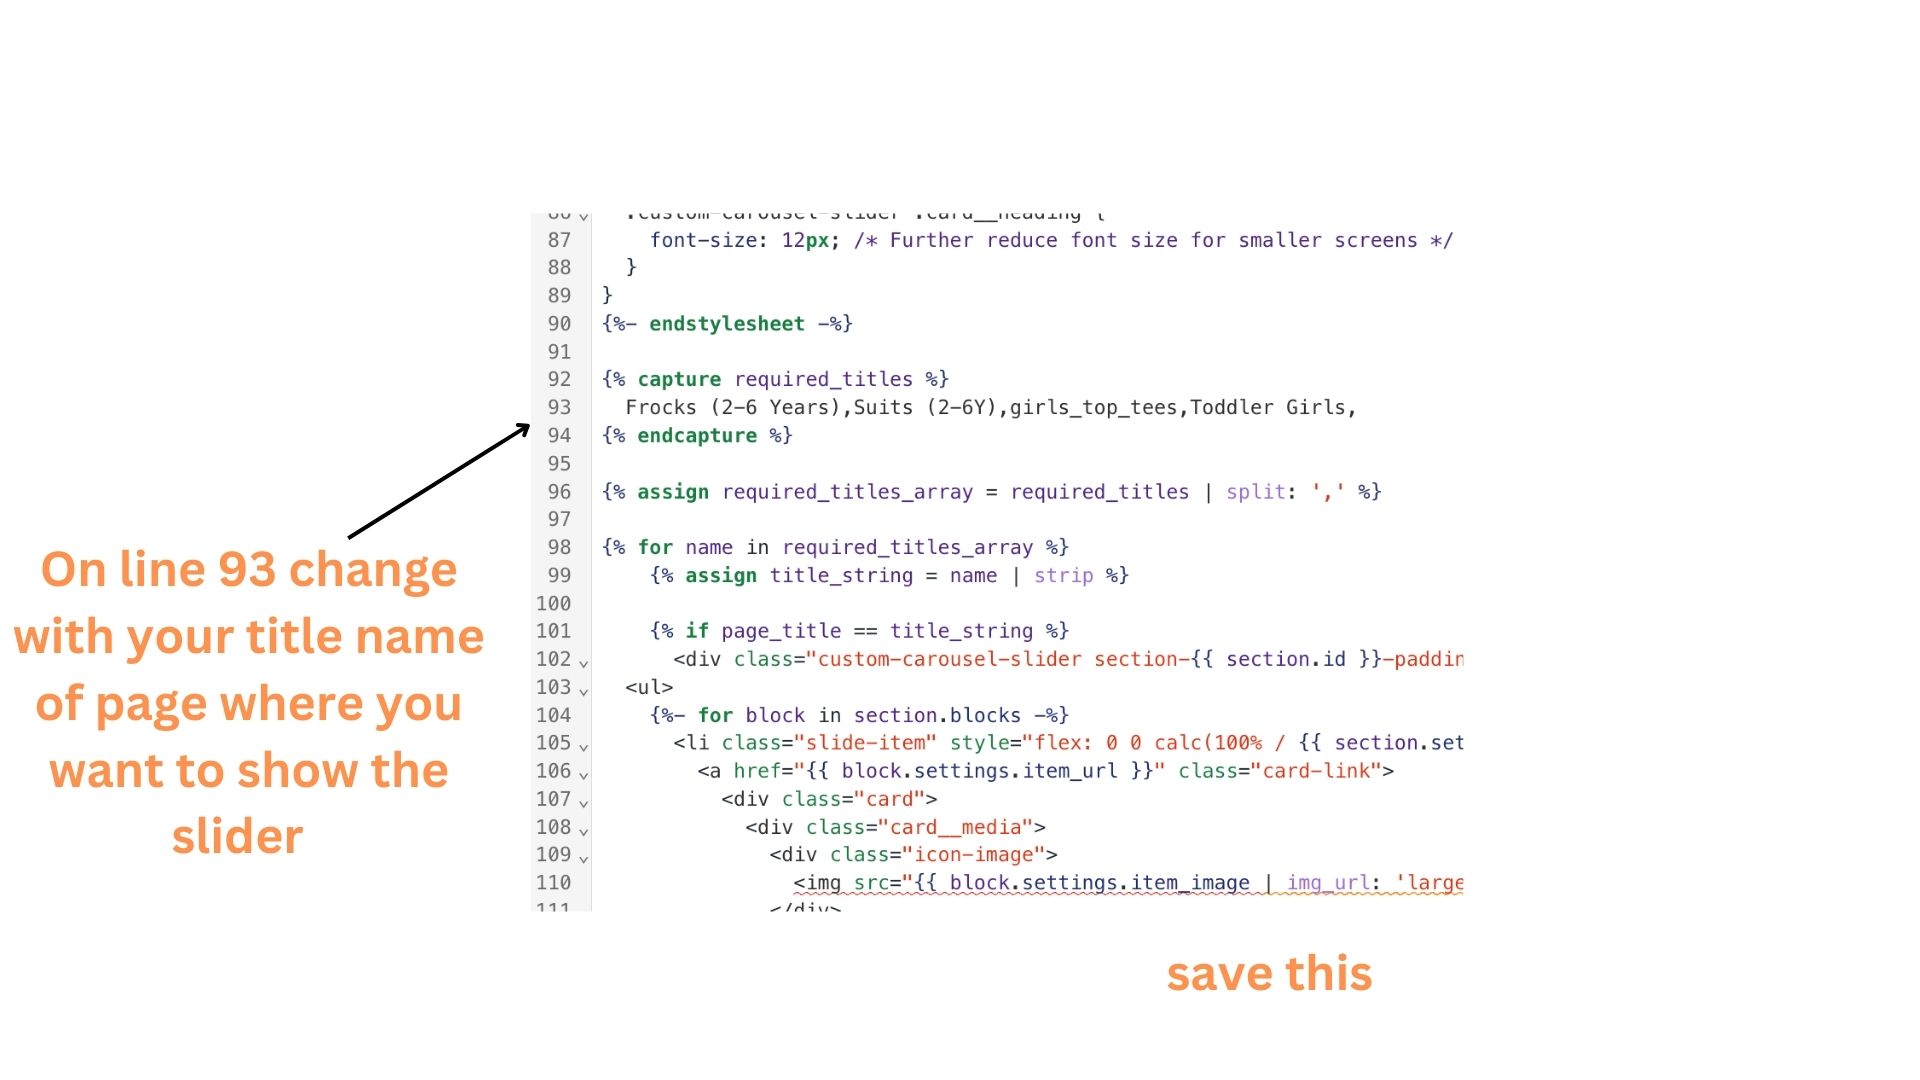 .custom-carousel-slider .card__heading {
87 font-size: 12px; /* Further reduce font size for smaller screens */
88 }
89 }
90 {%- endstylesheet -%}
91
92 {% capture required_titles %}
93 Frocks (2-6 Years),Suits (2-6Y),girls_top_tees,Toddler Girls,
94 {% endcapture %}
95
96 {% assign required_titles_array = required_titles | split: ',' %}
97
98 {% for name in required_titles_array %}
99 {% assign title_string = name | strip %}
100
101 {% if page_title == title_string %}
102 <div class="custom-carousel-slider section-{{ section.id }}-paddin
103 <ul>
104 {%- for block in section.blocks -%}
105 <li class="slide-item" style="flex: 0 0 calc(100% / {{ section.set
106 <a href="{{ block.settings.item_url }}" class="card-link">
107 <div class="card">
108 <div class="card__media">
109 <div class="icon-image">
110 <img src="{{ block.settings.item_image | img_url: 'large
111 </div>
On line 93 change
with your title name
of page where you
want to show the
slider
save this